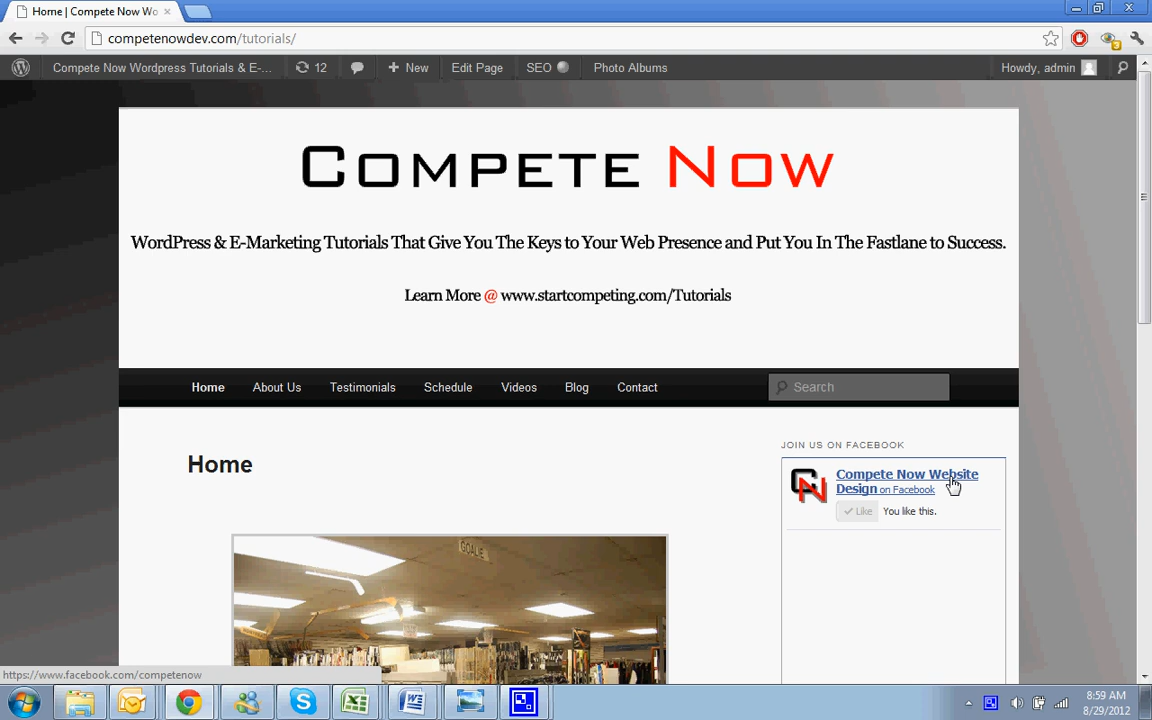 Home | Compete Now Wo
competenowdev.com/tutorials/
3
Compete Now Wordpress Tutorials & E-...
12
New
Edit Page
SEO
Photo Albums
Howdy, admin
COMPETE NOW
WordPress & E-Marketing Tutorials That Give You The Keys to Your Web Presence and Put You In The Fastlane to Success.
Learn More @ www.startcompeting.com/Tutorials
Home
About Us
Testimonials
Schedule
Videos
Blog
Contact
Search
Home
GOALIE
JOIN US ON FACEBOOK
CN
Compete Now Website
Design on Facebook
Like
You like this.
https://www.facebook.com/competenow
8:59 AM
8/29/2012